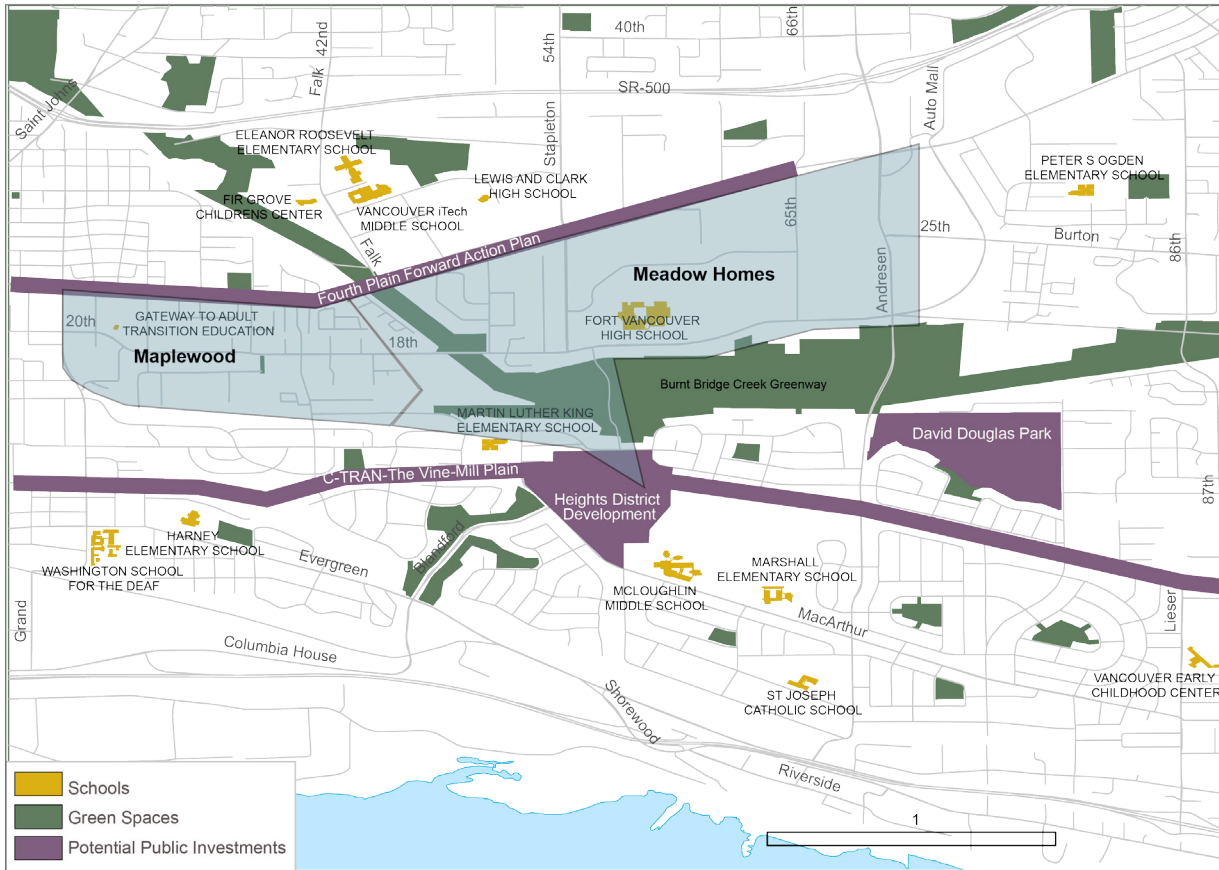 66th
40th
42nd
54th
SR-500
Falk
Auto Mall
Saint Johns
Stapleton
ELEANOR ROOSEVELT
ELEMENTARY SCHOOL
PETER S OGDEN
ELEMENTARY SCHOOL
LEWIS AND CLARK
HIGH SCHOOL
FIR GROVE
CHILDRENS CENTER
VANCOUVER iTech
MIDDLE SCHOOL
65th
25th
Burton
86th
Falk
Fourth Plain Forward Action Plan
Meadow Homes
Andresen
20th
GATEWAY TO ADULT
TRANSITION EDUCATION
FORT VANCOUVER
HIGH SCHOOL
18th
Maplewood
Burnt Bridge Creek Greenway
MARTIN LUTHER KING
ELEMENTARY SCHOOL
David Douglas Park
C-TRAN-The Vine-Mill Plain
87th
Heights District
Development
HARNEY
ELEMENTARY SCHOOL
Blandford
Evergreen
WASHINGTON SCHOOL
FOR THE DEAF
MARSHALL
ELEMENTARY SCHOOL
MCLOUGHLIN
MIDDLE SCHOOL
MacArthur
Grand
Lieser
Columbia House
VANCOUVER EARLY
CHILDHOOD CENTER
ST JOSEPH
CATHOLIC SCHOOL
Shorewood
Riverside
Schools
Green Spaces
Potential Public Investments
1